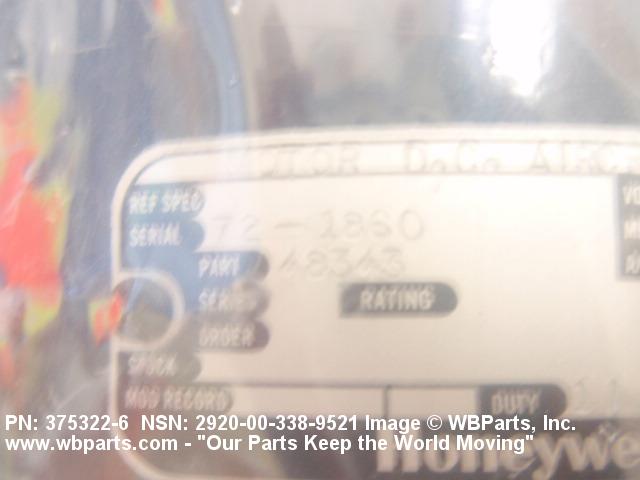 MOTOR D.C. AIRC
REF SPEC
SERIAL 72-1860
PART 48343
SERIES RATING
ORDER
STOCK
MOD RECORD DUTY
Honeywe
PN: 375322-6 NSN: 2920-00-338-9521 Image © WBParts, Inc.
www.wbparts.com - "Our Parts Keep the World Moving"